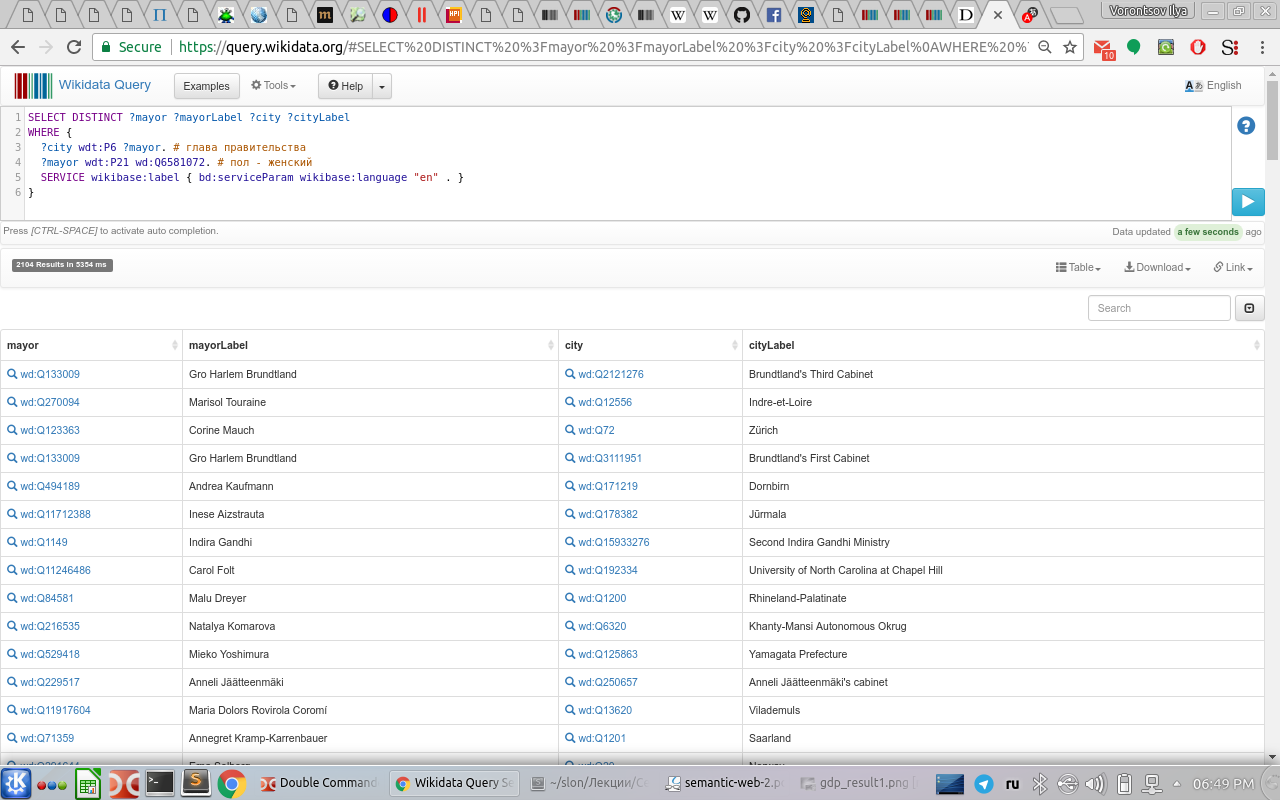 Vorontsov Ilya
Secure https://query.wikidata.org/#SELECT%20DISTINCT%20%3Fmayor%20%3FmayorLabel%20%3Fcity%20%3FcityLabel%0AWHERE%20%
10
Wikidata Query Examples Tools Help English
1 SELECT DISTINCT ?mayor ?mayorLabel ?city ?cityLabel
2 WHERE {
3 ?city wdt:P6 ?mayor. # глава правительства
4 ?mayor wdt:P21 wd:Q6581072. # пол - женский
5 SERVICE wikibase:label { bd:serviceParam wikibase:language "en" . }
6 }
Press [CTRL-SPACE] to activate auto completion. Data updated a few seconds ago
2104 Results in 5354 ms Table Download Link
Search
mayor mayorLabel city cityLabel
wd:Q133009 Gro Harlem Brundtland wd:Q2121276 Brundtland's Third Cabinet
wd:Q270094 Marisol Touraine wd:Q12556 Indre-et-Loire
wd:Q123363 Corine Mauch wd:Q72 Zürich
wd:Q133009 Gro Harlem Brundtland wd:Q3111951 Brundtland's First Cabinet
wd:Q494189 Andrea Kaufmann wd:Q171219 Dornbirn
wd:Q11712388 Inese Aizstrauta wd:Q178382 Jūrmala
wd:Q1149 Indira Gandhi wd:Q15933276 Second Indira Gandhi Ministry
wd:Q11246486 Carol Folt wd:Q192334 University of North Carolina at Chapel Hill
wd:Q84581 Malu Dreyer wd:Q1200 Rhineland-Palatinate
wd:Q216535 Natalya Komarova wd:Q6320 Khanty-Mansi Autonomous Okrug
wd:Q529418 Mieko Yoshimura wd:Q125863 Yamagata Prefecture
wd:Q229517 Anneli Jäätteenmäki wd:Q250657 Anneli Jäätteenmäki's cabinet
wd:Q11917604 Maria Dolors Rovirola Coromí wd:Q13620 Vilademuls
wd:Q71359 Annegret Kramp-Karrenbauer wd:Q1201 Saarland
Double Command Wikidata Query Se ~/slon/Лекции/Се semantic-web-2.po gdp_result1.png [ ru 06:49 PM